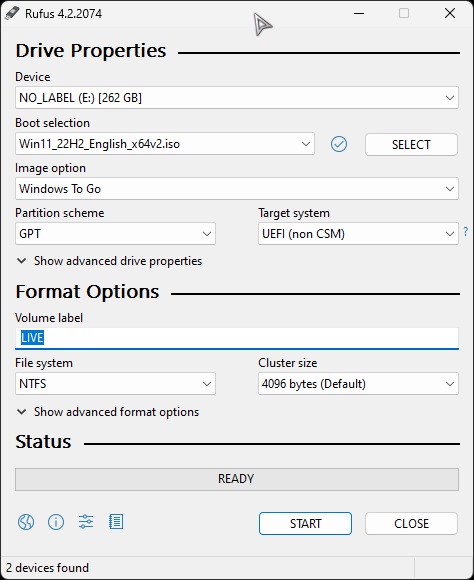 Rufus 4.2.2074
Drive Properties
Device
NO_LABEL (E:) [262 GB]
Boot selection
Win11_22H2_English_x64v2.iso
SELECT
Image option
Windows To Go
Partition scheme
Target system
GPT
UEFI (non CSM)
?
Show advanced drive properties
Format Options
Volume label
LIVE
File system
Cluster size
NTFS
4096 bytes (Default)
Show advanced format options
Status
READY
START
CLOSE
2 devices found